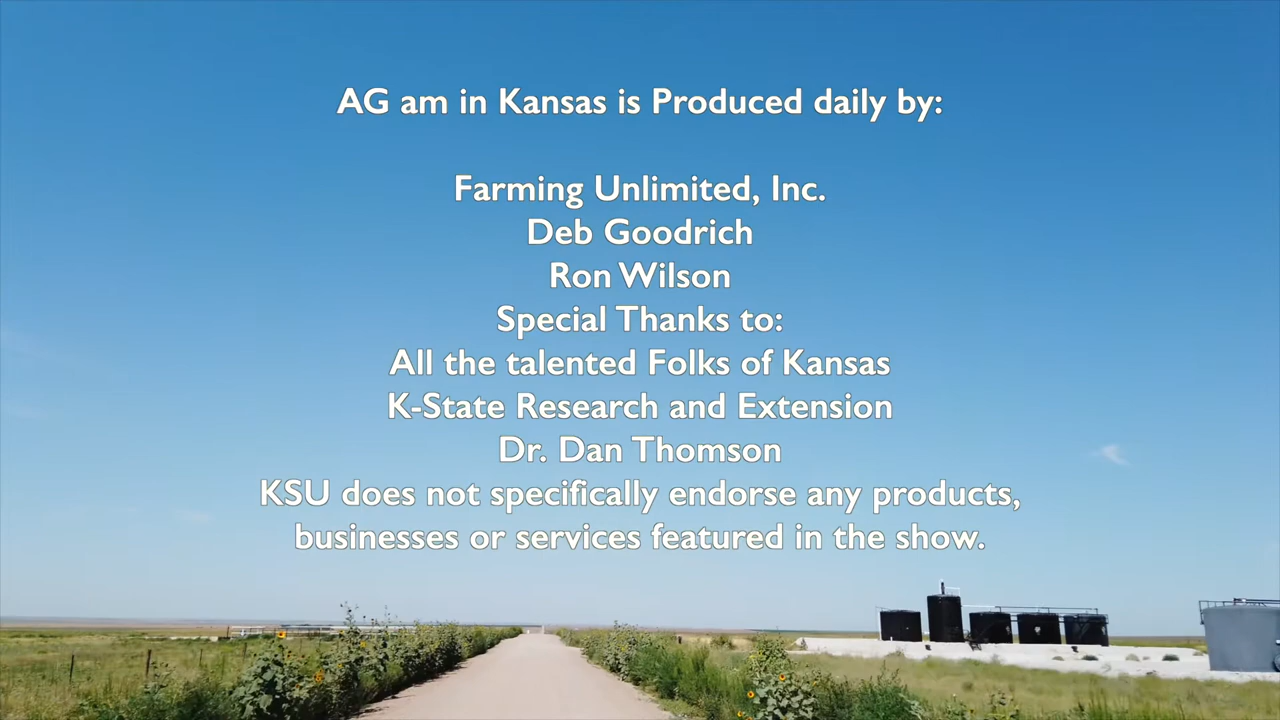 AG am in Kansas is Produced daily by:
Farming Unlimited, Inc.
Deb Goodrich
Ron Wilson
Special Thanks to:
All the talented Folks of Kansas
K-State Research and Extension
Dr. Dan Thomson
KSU does not specifically endorse any products,
businesses or services featured in the show.